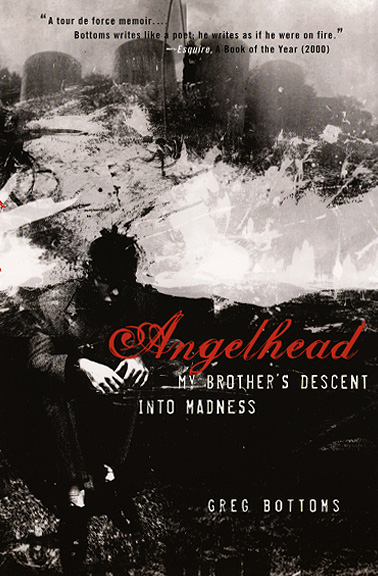 "A tour de force memoir....
Bottoms writes like a poet; he writes as if he were on fire."
—Esquire, A Book of the Year (2000)
Angelhead
MY BROTHER'S DESCENT
INTO MADNESS
GREG BOTTOMS